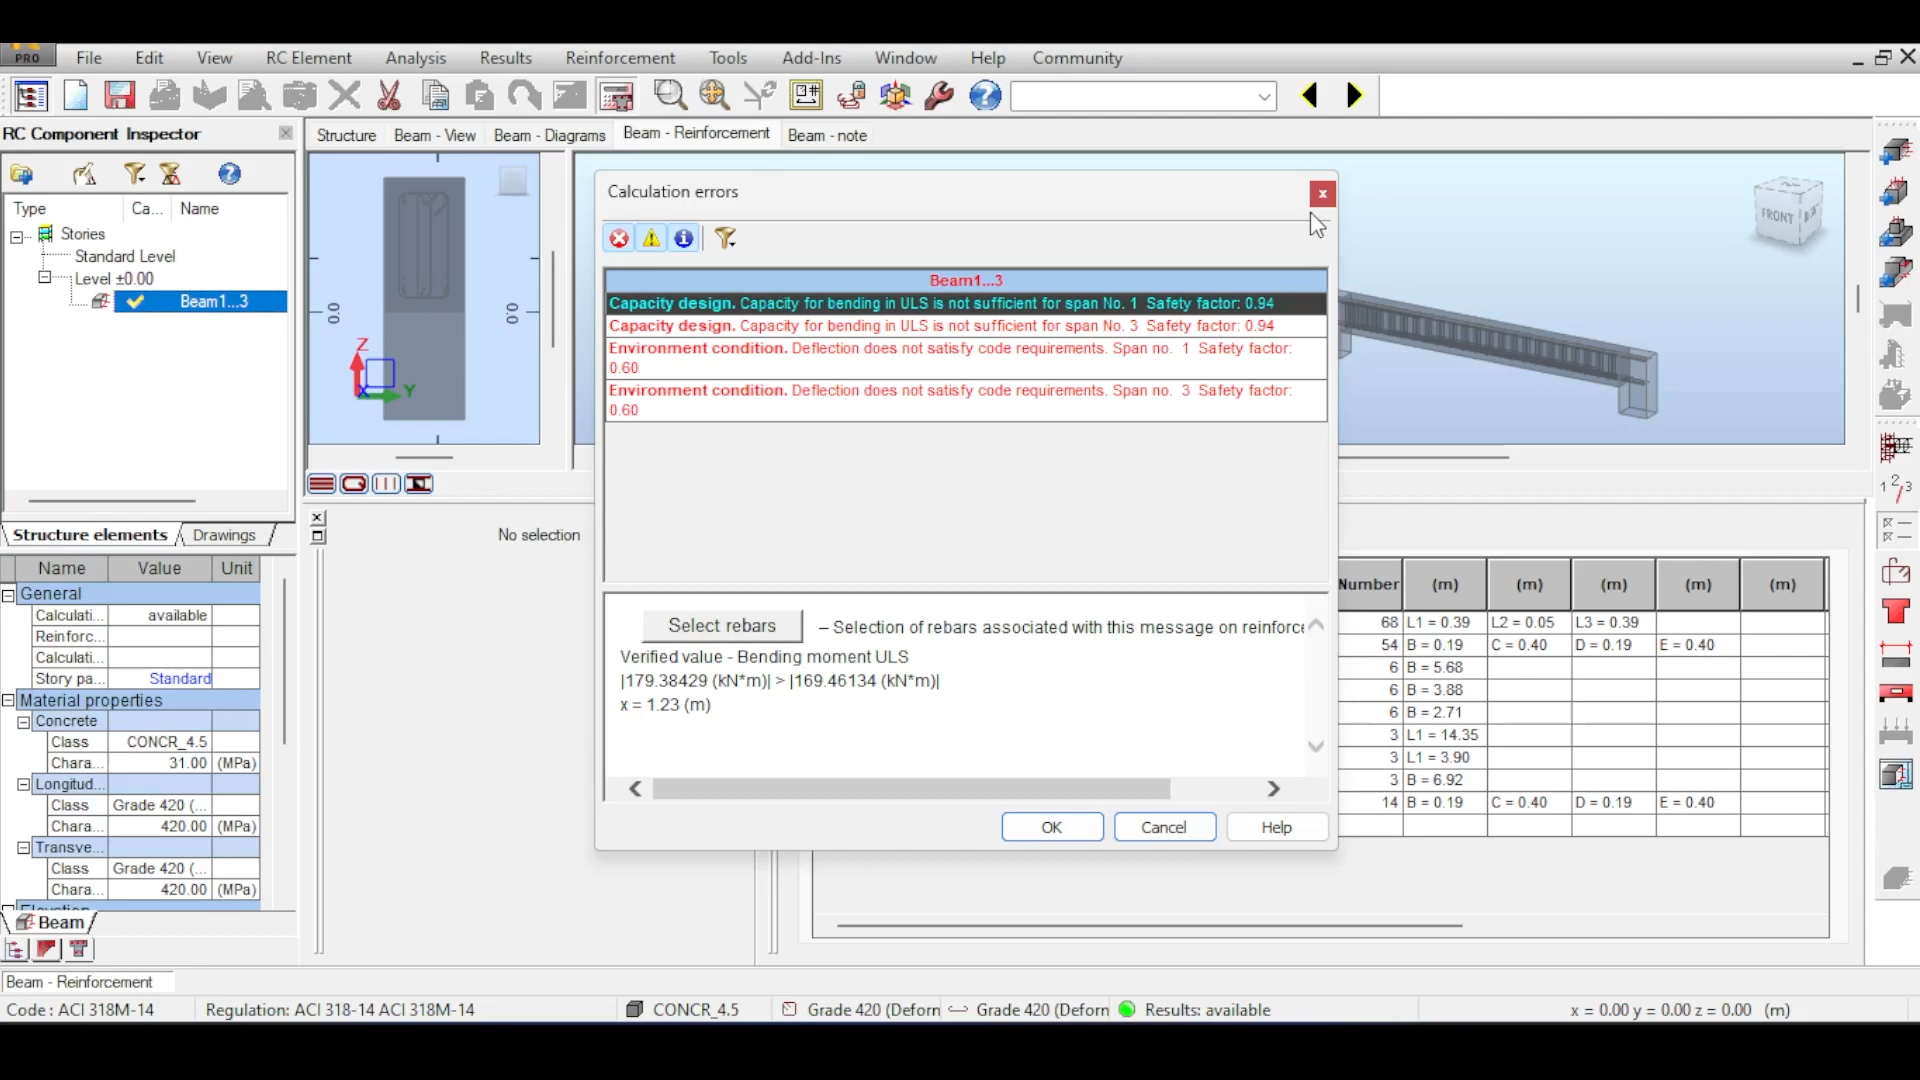 PRO
File Edit View RC Element Analysis Results Reinforcement Tools Add-Ins Window Help Community
RC Component Inspector
Structure Beam - View Beam - Diagrams Beam - Reinforcement Beam - note
Type Ca... Name
Stories
Standard Level
Level ±0.00
Beam1...3
Structure elements Drawings
Name Value Unit
General
Calculati... available
Reinforc...
Calculati...
Story pa... Standard
Material properties
Concrete
Class CONCR_4.5
Chara... 31.00 (MPa)
Longitud...
Class Grade 420 (...
Chara... 420.00 (MPa)
Transve...
Class Grade 420 (...
Chara... 420.00 (MPa)
Beam
0.0
0.0
Z
X
Y
No selection
FRONT
Calculation errors
Beam1...3
Capacity design. Capacity for bending in ULS is not sufficient for span No. 1 Safety factor: 0.94
Capacity design. Capacity for bending in ULS is not sufficient for span No. 3 Safety factor: 0.94
Environment condition. Deflection does not satisfy code requirements. Span no. 1 Safety factor:
0.60
Environment condition. Deflection does not satisfy code requirements. Span no. 3 Safety factor:
0.60
Select rebars – Selection of rebars associated with this message on reinforce
Verified value - Bending moment ULS
|179.38429 (kN*m)| > |169.46134 (kN*m)|
x = 1.23 (m)
OK Cancel Help
Number (m) (m) (m) (m) (m)
68 L1 = 0.39 L2 = 0.05 L3 = 0.39
54 B = 0.19 C = 0.40 D = 0.19 E = 0.40
6 B = 5.68
6 B = 3.88
6 B = 2.71
3 L1 = 14.35
3 L1 = 3.90
3 B = 6.92
14 B = 0.19 C = 0.40 D = 0.19 E = 0.40
1 2/3
Beam - Reinforcement
Code : ACI 318M-14 Regulation: ACI 318-14 ACI 318M-14 CONCR_4.5 Grade 420 (Deforn Grade 420 (Deforn Results: available x = 0.00 y = 0.00 z = 0.00 (m)